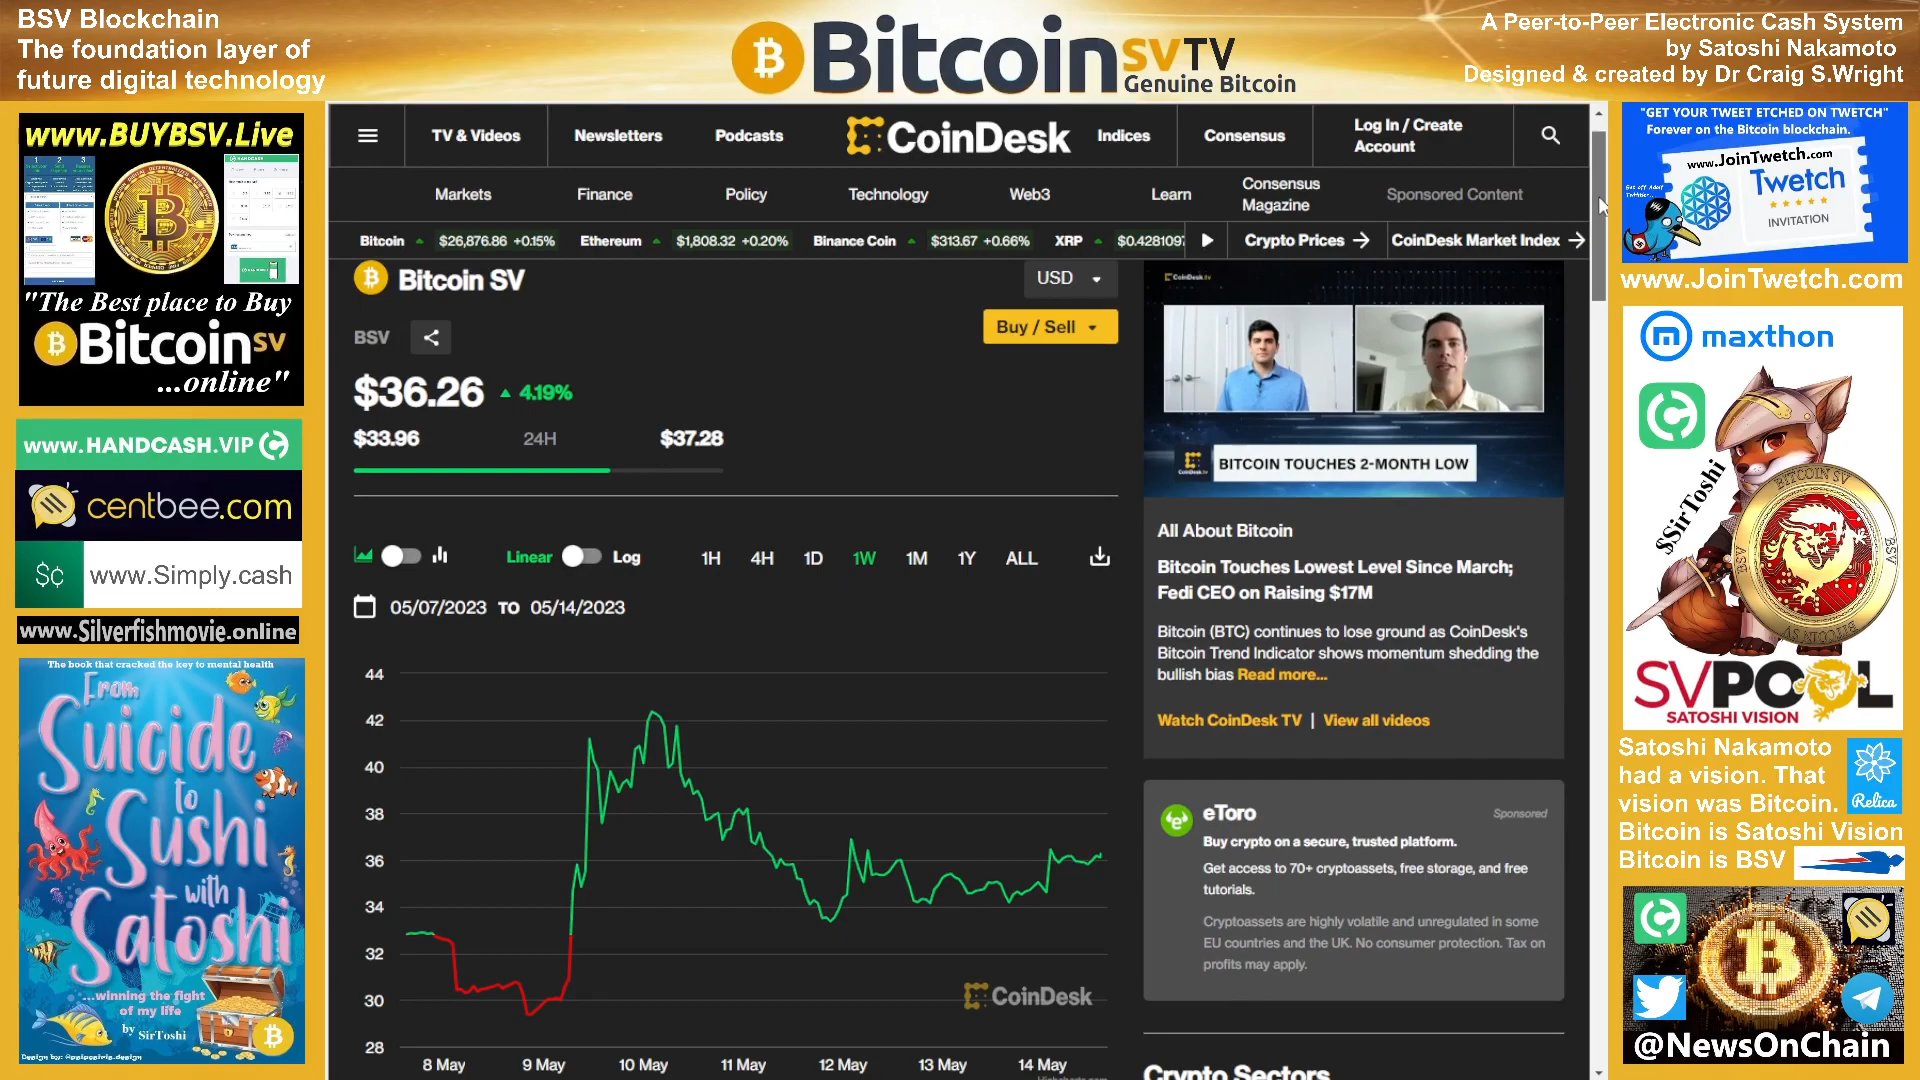 BSV Blockchain
The foundation layer of
future digital technology
Bitcoin SVTV
Genuine Bitcoin
A Peer-to-Peer Electronic Cash System
by Satoshi Nakamoto
Designed & created by Dr Craig S.Wright
www.BUYBSV.Live
"The Best place to Buy
Bitcoin SV
...online"
www.HANDCASH.VIP
centbee.com
$c www.Simply.cash
www.Silverfishmovie.online
The book that cracked the key to mental health
From
Suicide
to
Sushi
with
Satoshi
...winning the fight
of my life
by SirToshi
Design by: @psipsiris_design
TV & Videos
Newsletters
Podcasts
CoinDesk
Indices
Consensus
Log In / Create
Account
Markets
Finance
Policy
Technology
Web3
Learn
Consensus
Magazine
Sponsored Content
Bitcoin $26,876.86 +0.15% Ethereum $1,808.32 +0.20% Binance Coin $313.67 +0.66% XRP $0.428109
Crypto Prices
CoinDesk Market Index
Bitcoin SV
USD
BSV
Buy / Sell
$36.26 4.19%
$33.96 24H $37.28
Linear Log 1H 4H 1D 1W 1M 1Y ALL
05/07/2023 TO 05/14/2023
44
42
40
38
36
34
32
30
28
CoinDesk
8 May 9 May 10 May 11 May 12 May 13 May 14 May
Highcharts.com
CoinDesk tv
BITCOIN TOUCHES 2-MONTH LOW
CoinDesk
All About Bitcoin
Bitcoin Touches Lowest Level Since March;
Fedi CEO on Raising $17M
Bitcoin (BTC) continues to lose ground as CoinDesk's
Bitcoin Trend Indicator shows momentum shedding the
bullish bias Read more...
Watch CoinDesk TV | View all videos
eToro
Sponsored
Buy crypto on a secure, trusted platform.
Get access to 70+ cryptoassets, free storage, and free
tutorials.
Cryptoassets are highly volatile and unregulated in some
EU countries and the UK. No consumer protection. Tax on
profits may apply.
Crypto Sectors
"GET YOUR TWEET ETCHED ON TWETCH"
Forever on the Bitcoin blockchain.
www.JoinTwetch.com
Twetch
INVITATION
www.JoinTwetch.com
maxthon
$SirToshi
BITCOIN SV
BSV
BSV
SVPOOL
SATOSHI VISION
Satoshi Nakamoto
had a vision. That
vision was Bitcoin.
Relica
Bitcoin is Satoshi Vision
Bitcoin is BSV
@NewsOnChain